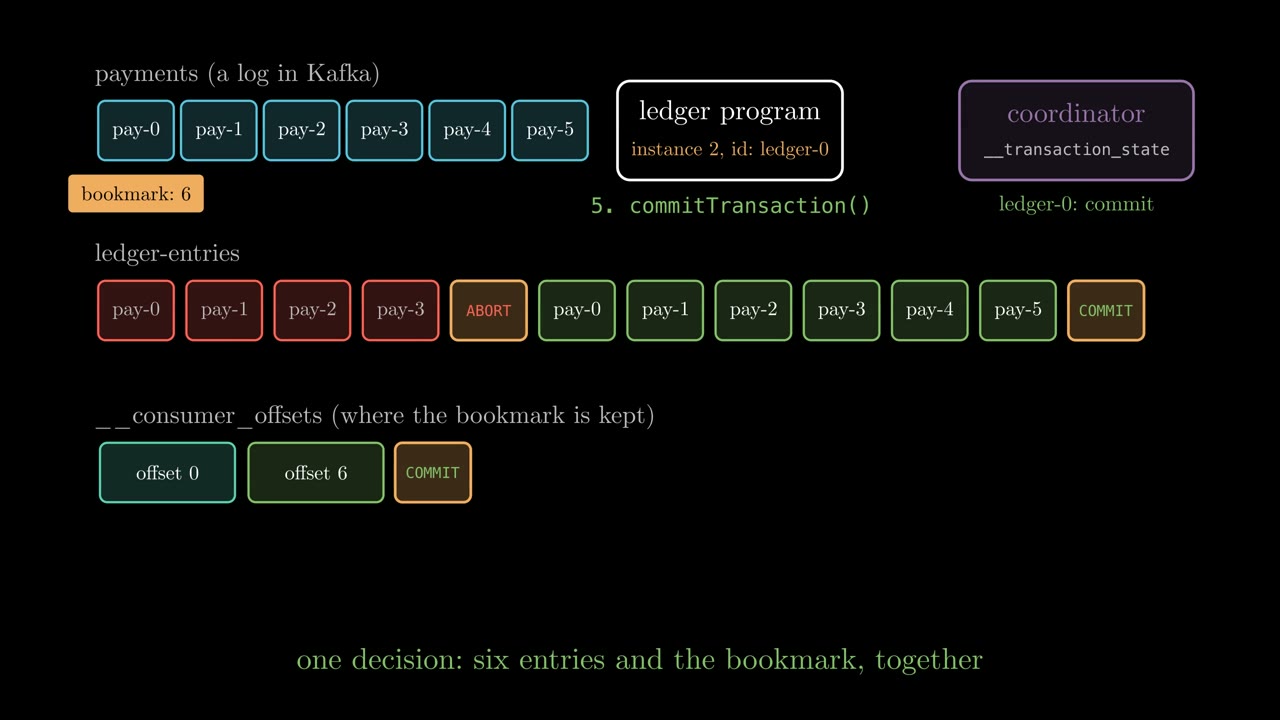 payments (a log in Kafka)
pay-0 pay-1 pay-2 pay-3 pay-4 pay-5
bookmark: 6
ledger program
instance 2, id: ledger-0
5. commitTransaction()
coordinator
__transaction_state
ledger-0: commit
ledger-entries
pay-0 pay-1 pay-2 pay-3 ABORT pay-0 pay-1 pay-2 pay-3 pay-4 pay-5 COMMIT
__consumer_offsets (where the bookmark is kept)
offset 0 offset 6 COMMIT
one decision: six entries and the bookmark, together